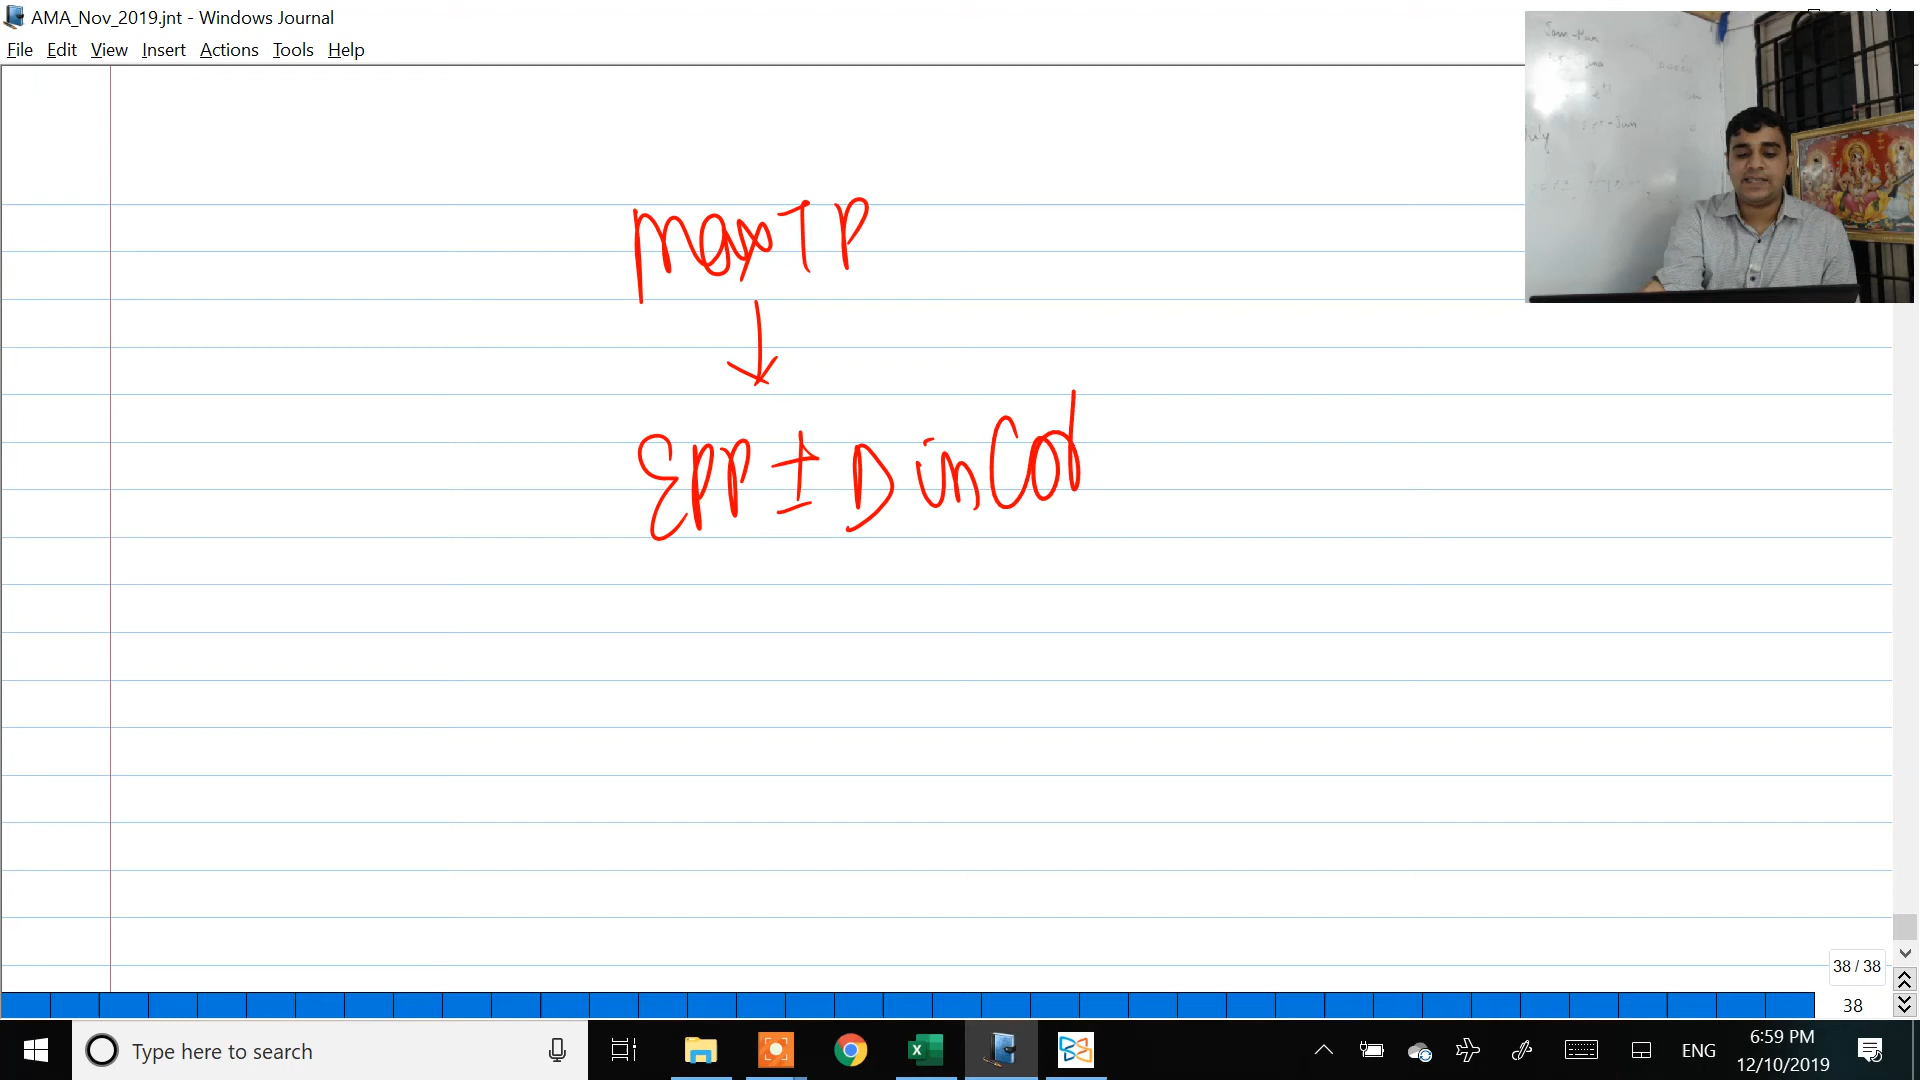 AMA_Nov_2019.jnt - Windows Journal
File Edit View Insert Actions Tools Help
Max TP
EPP ± D in Cof
38 / 38
38
Type here to search
ENG
6:59 PM
12/10/2019